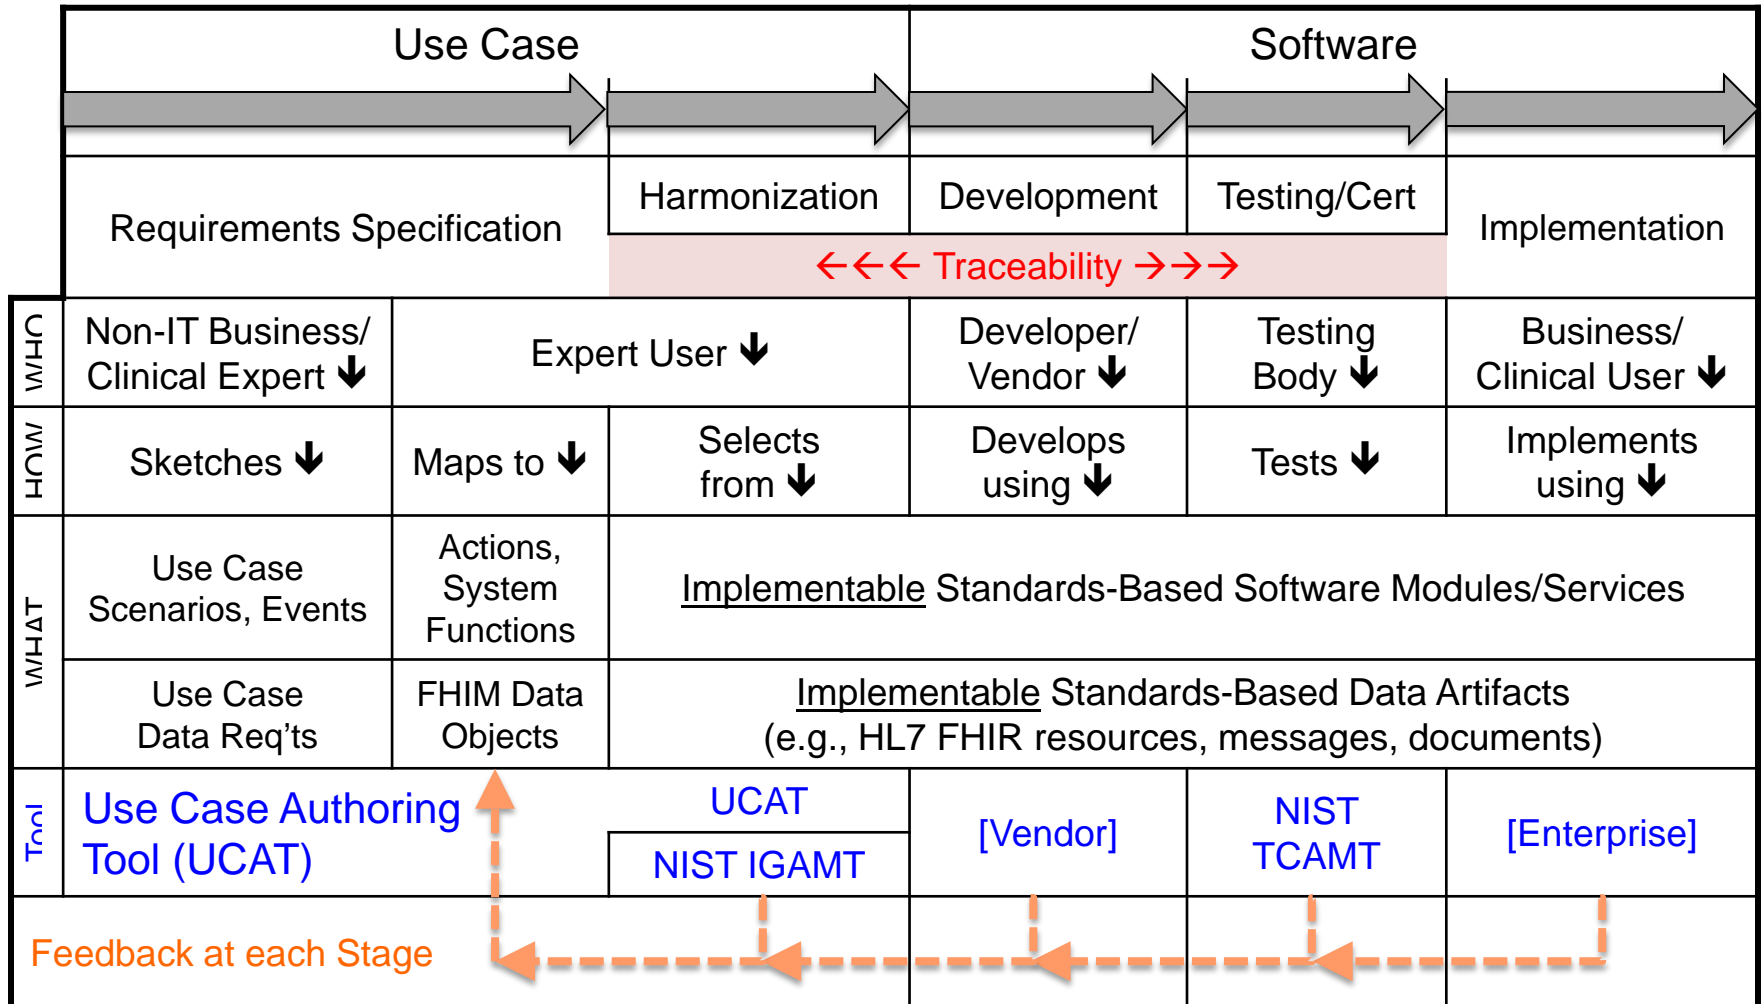 Use Case
Software
Requirements Specification
Harmonization
Development
Testing/Cert
Implementation
←←← Traceability →→→
WHO
Non-IT Business/
Clinical Expert 🡳
Expert User 🡳
Developer/
Vendor 🡳
Testing
Body 🡳
Business/
Clinical User 🡳
HOW
Sketches 🡳
Maps to 🡳
Selects
from 🡳
Develops
using 🡳
Tests 🡳
Implements
using 🡳
WHAT
Use Case
Scenarios, Events
Actions,
System
Functions
Implementable Standards-Based Software Modules/Services
Use Case
Data Req'ts
FHIM Data
Objects
Implementable Standards-Based Data Artifacts
(e.g., HL7 FHIR resources, messages, documents)
Tool
Use Case Authoring
Tool (UCAT)
UCAT
NIST IGAMT
[Vendor]
NIST
TCAMT
[Enterprise]
Feedback at each Stage